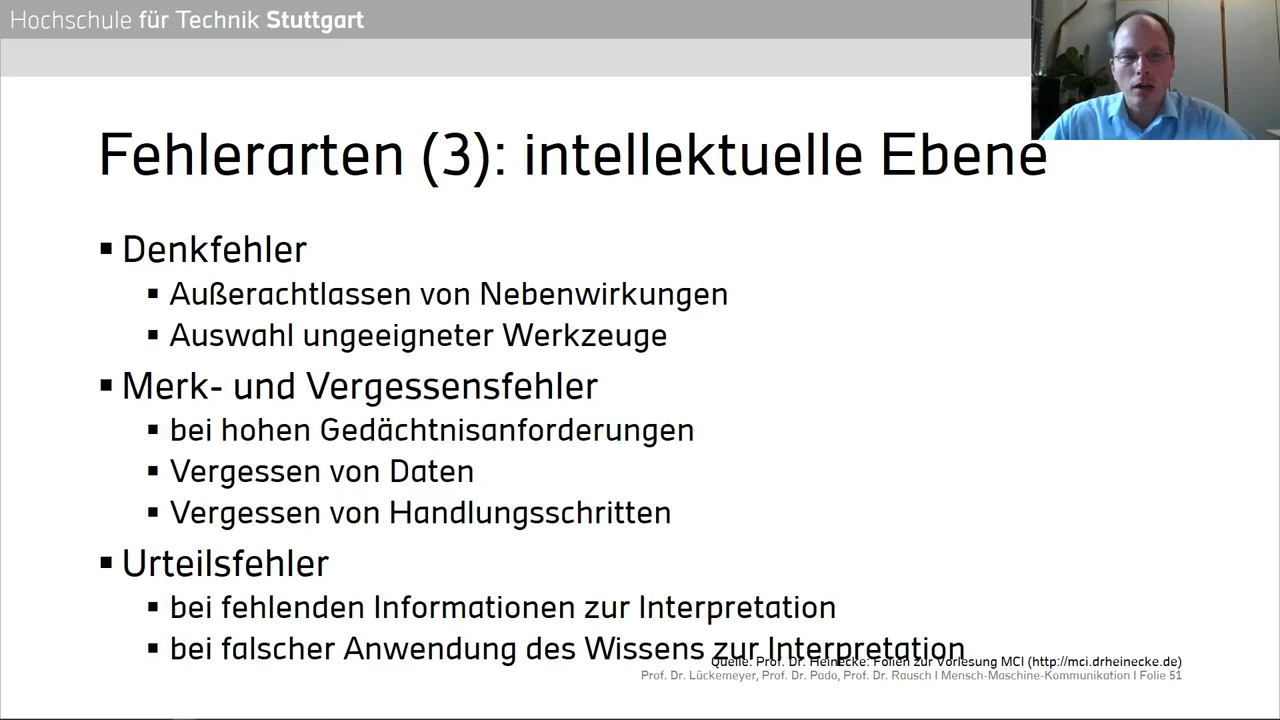 Hochschule für Technik Stuttgart
Fehlerarten (3): intellektuelle Ebene
▪ Denkfehler
▪ Außerachtlassen von Nebenwirkungen
▪ Auswahl ungeeigneter Werkzeuge
▪ Merk- und Vergessensfehler
▪ bei hohen Gedächtnisanforderungen
▪ Vergessen von Daten
▪ Vergessen von Handlungsschritten
▪ Urteilsfehler
▪ bei fehlenden Informationen zur Interpretation
▪ bei falscher Anwendung des Wissens zur Interpretation
Quelle: Prof. Dr. Heinecke: Folien zur Vorlesung MCI (http://mci.drheinecke.de)
Prof. Dr. Lückemeyer, Prof. Dr. Pado, Prof. Dr. Rausch I Mensch-Maschine-Kommunikation I Folie 51